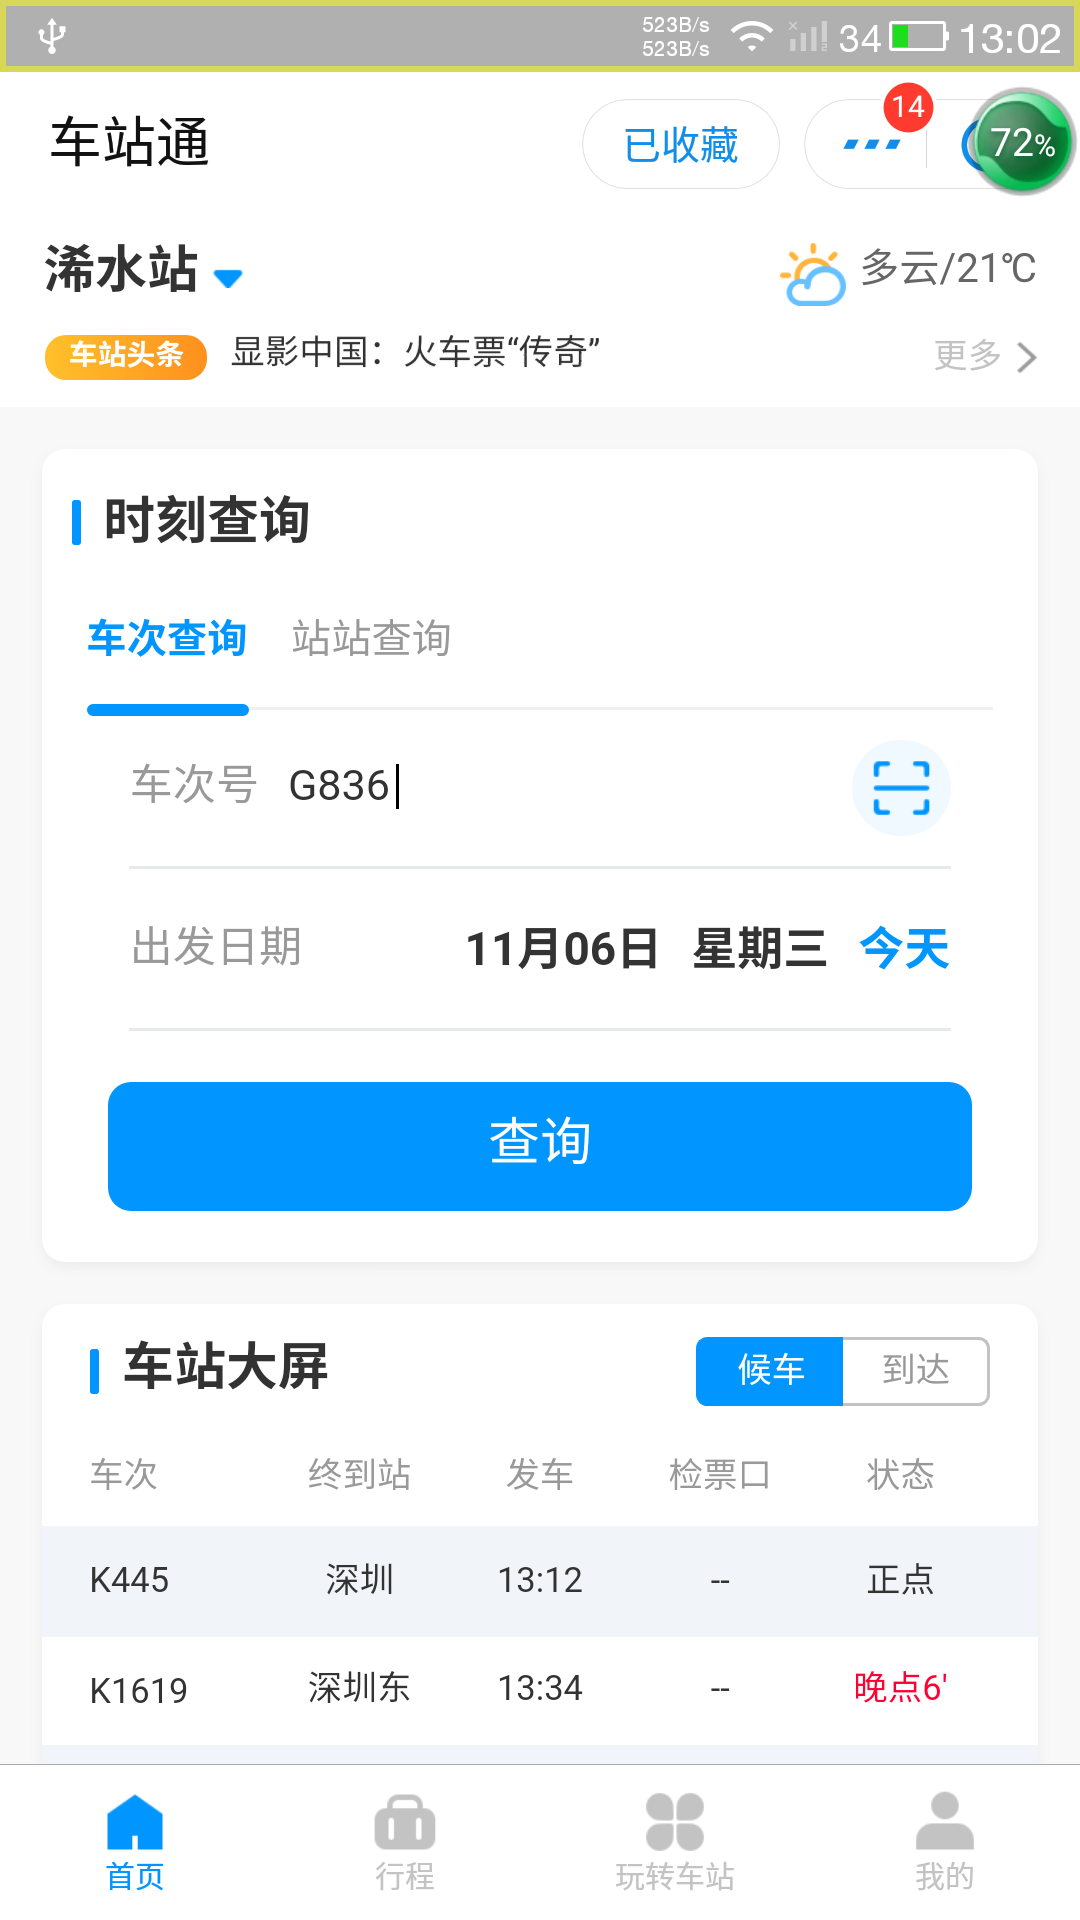 523B/s
523B/s
34
13:02
车站通
已收藏
14
72%
浠水站
多云/21℃
车站头条
显影中国：火车票“传奇”
更多
时刻查询
车次查询 站站查询
车次号 G836
出发日期 11月06日 星期三 今天
查询
车站大屏
候车 到达
车次 终到站 发车 检票口 状态
K445 深圳 13:12 -- 正点
K1619 深圳东 13:34 -- 晚点6'
首页 行程 玩转车站 我的